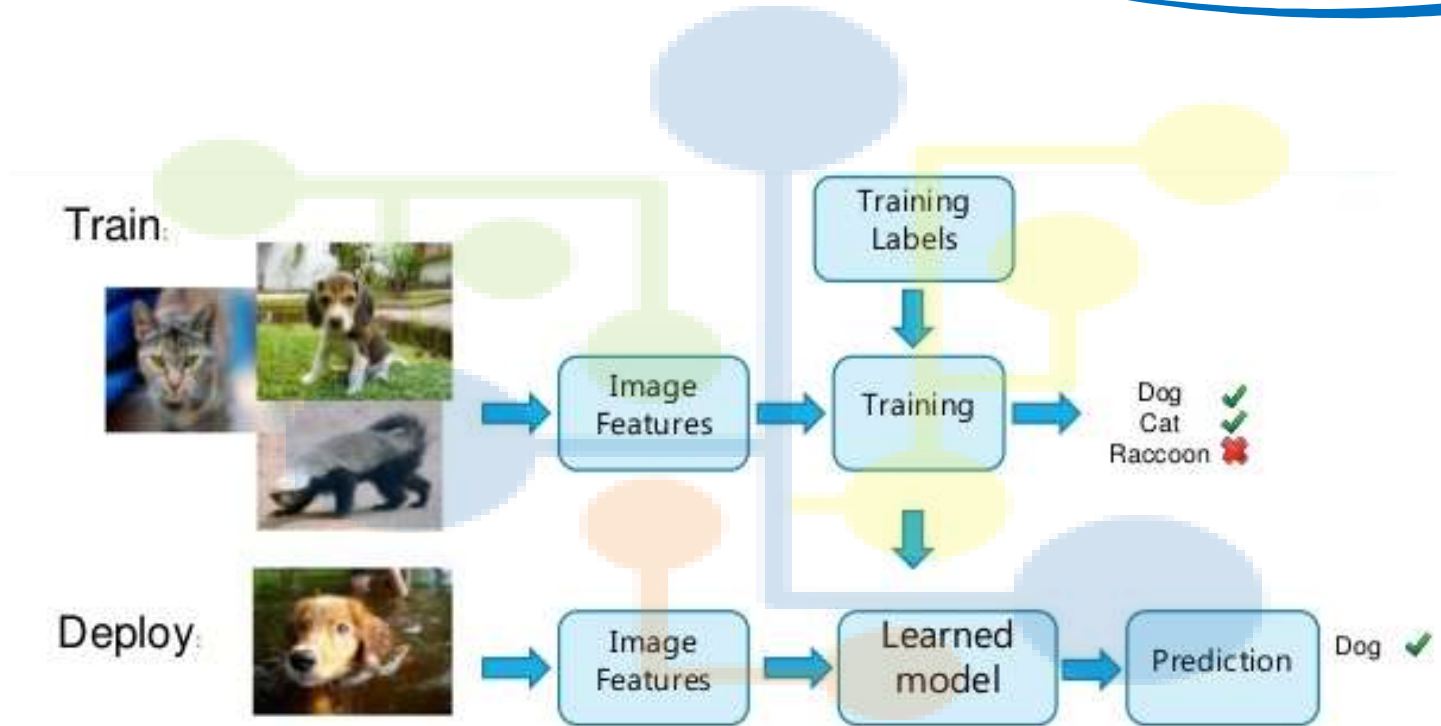 Train:
Training
Labels
Image
Features
Training
Dog
Cat
Raccoon
Deploy:
Image
Features
Learned
model
Prediction
Dog